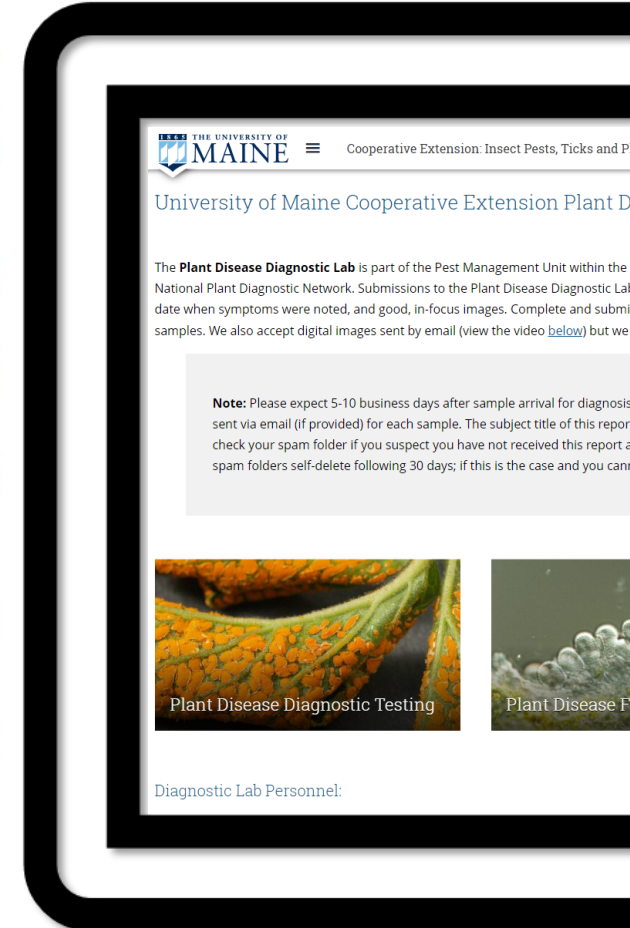 1865 THE UNIVERSITY OF
MAINE
Cooperative Extension: Insect Pests, Ticks and P
University of Maine Cooperative Extension Plant D
The Plant Disease Diagnostic Lab is part of the Pest Management Unit within the
National Plant Diagnostic Network. Submissions to the Plant Disease Diagnostic Lab
date when symptoms were noted, and good, in-focus images. Complete and submi
samples. We also accept digital images sent by email (view the video below) but we
Note: Please expect 5-10 business days after sample arrival for diagnosis
sent via email (if provided) for each sample. The subject title of this repor
check your spam folder if you suspect you have not received this report a
spam folders self-delete following 30 days; if this is the case and you cann
Plant Disease Diagnostic Testing
Plant Disease F
Diagnostic Lab Personnel: